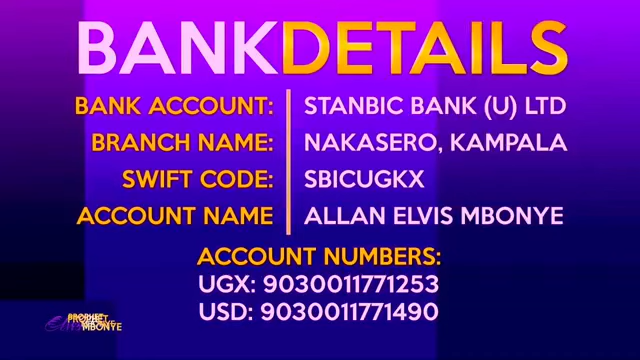 BANKDETAILS
BANK ACCOUNT: STANBIC BANK (U) LTD
BRANCH NAME: NAKASERO, KAMPALA
SWIFT CODE: SBICUGKX
ACCOUNT NAME ALLAN ELVIS MBONYE
ACCOUNT NUMBERS:
UGX: 9030011771253
USD: 9030011771490
PROPHET
MBONYE